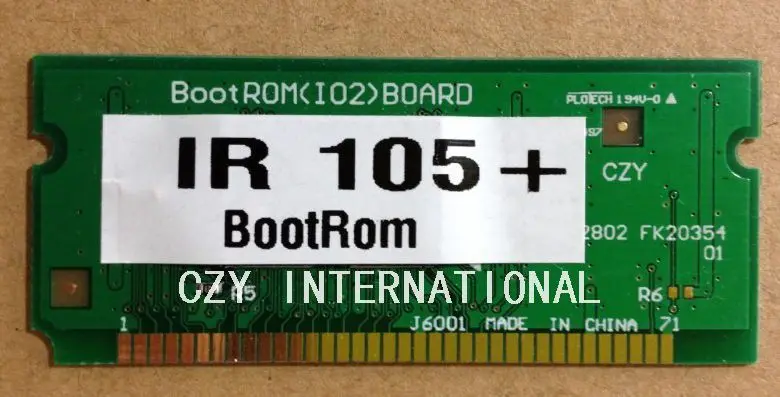 BootROM(IO2)BOARD
PLOTECH 194V-0
IR 105+
BootRom
CZY
2802 FK20354
01
CZY INTERNATIONAL
R5
R6
1
J6001 MADE IN CHINA 71